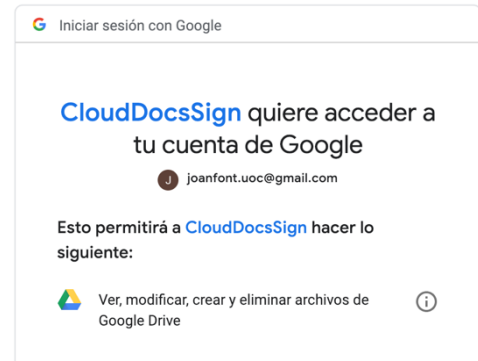 Iniciar sesión con Google
CloudDocsSign quiere acceder a
tu cuenta de Google
J joanfont.uoc@gmail.com
Esto permitirá a CloudDocsSign hacer lo
siguiente:
Ver, modificar, crear y eliminar archivos de
Google Drive